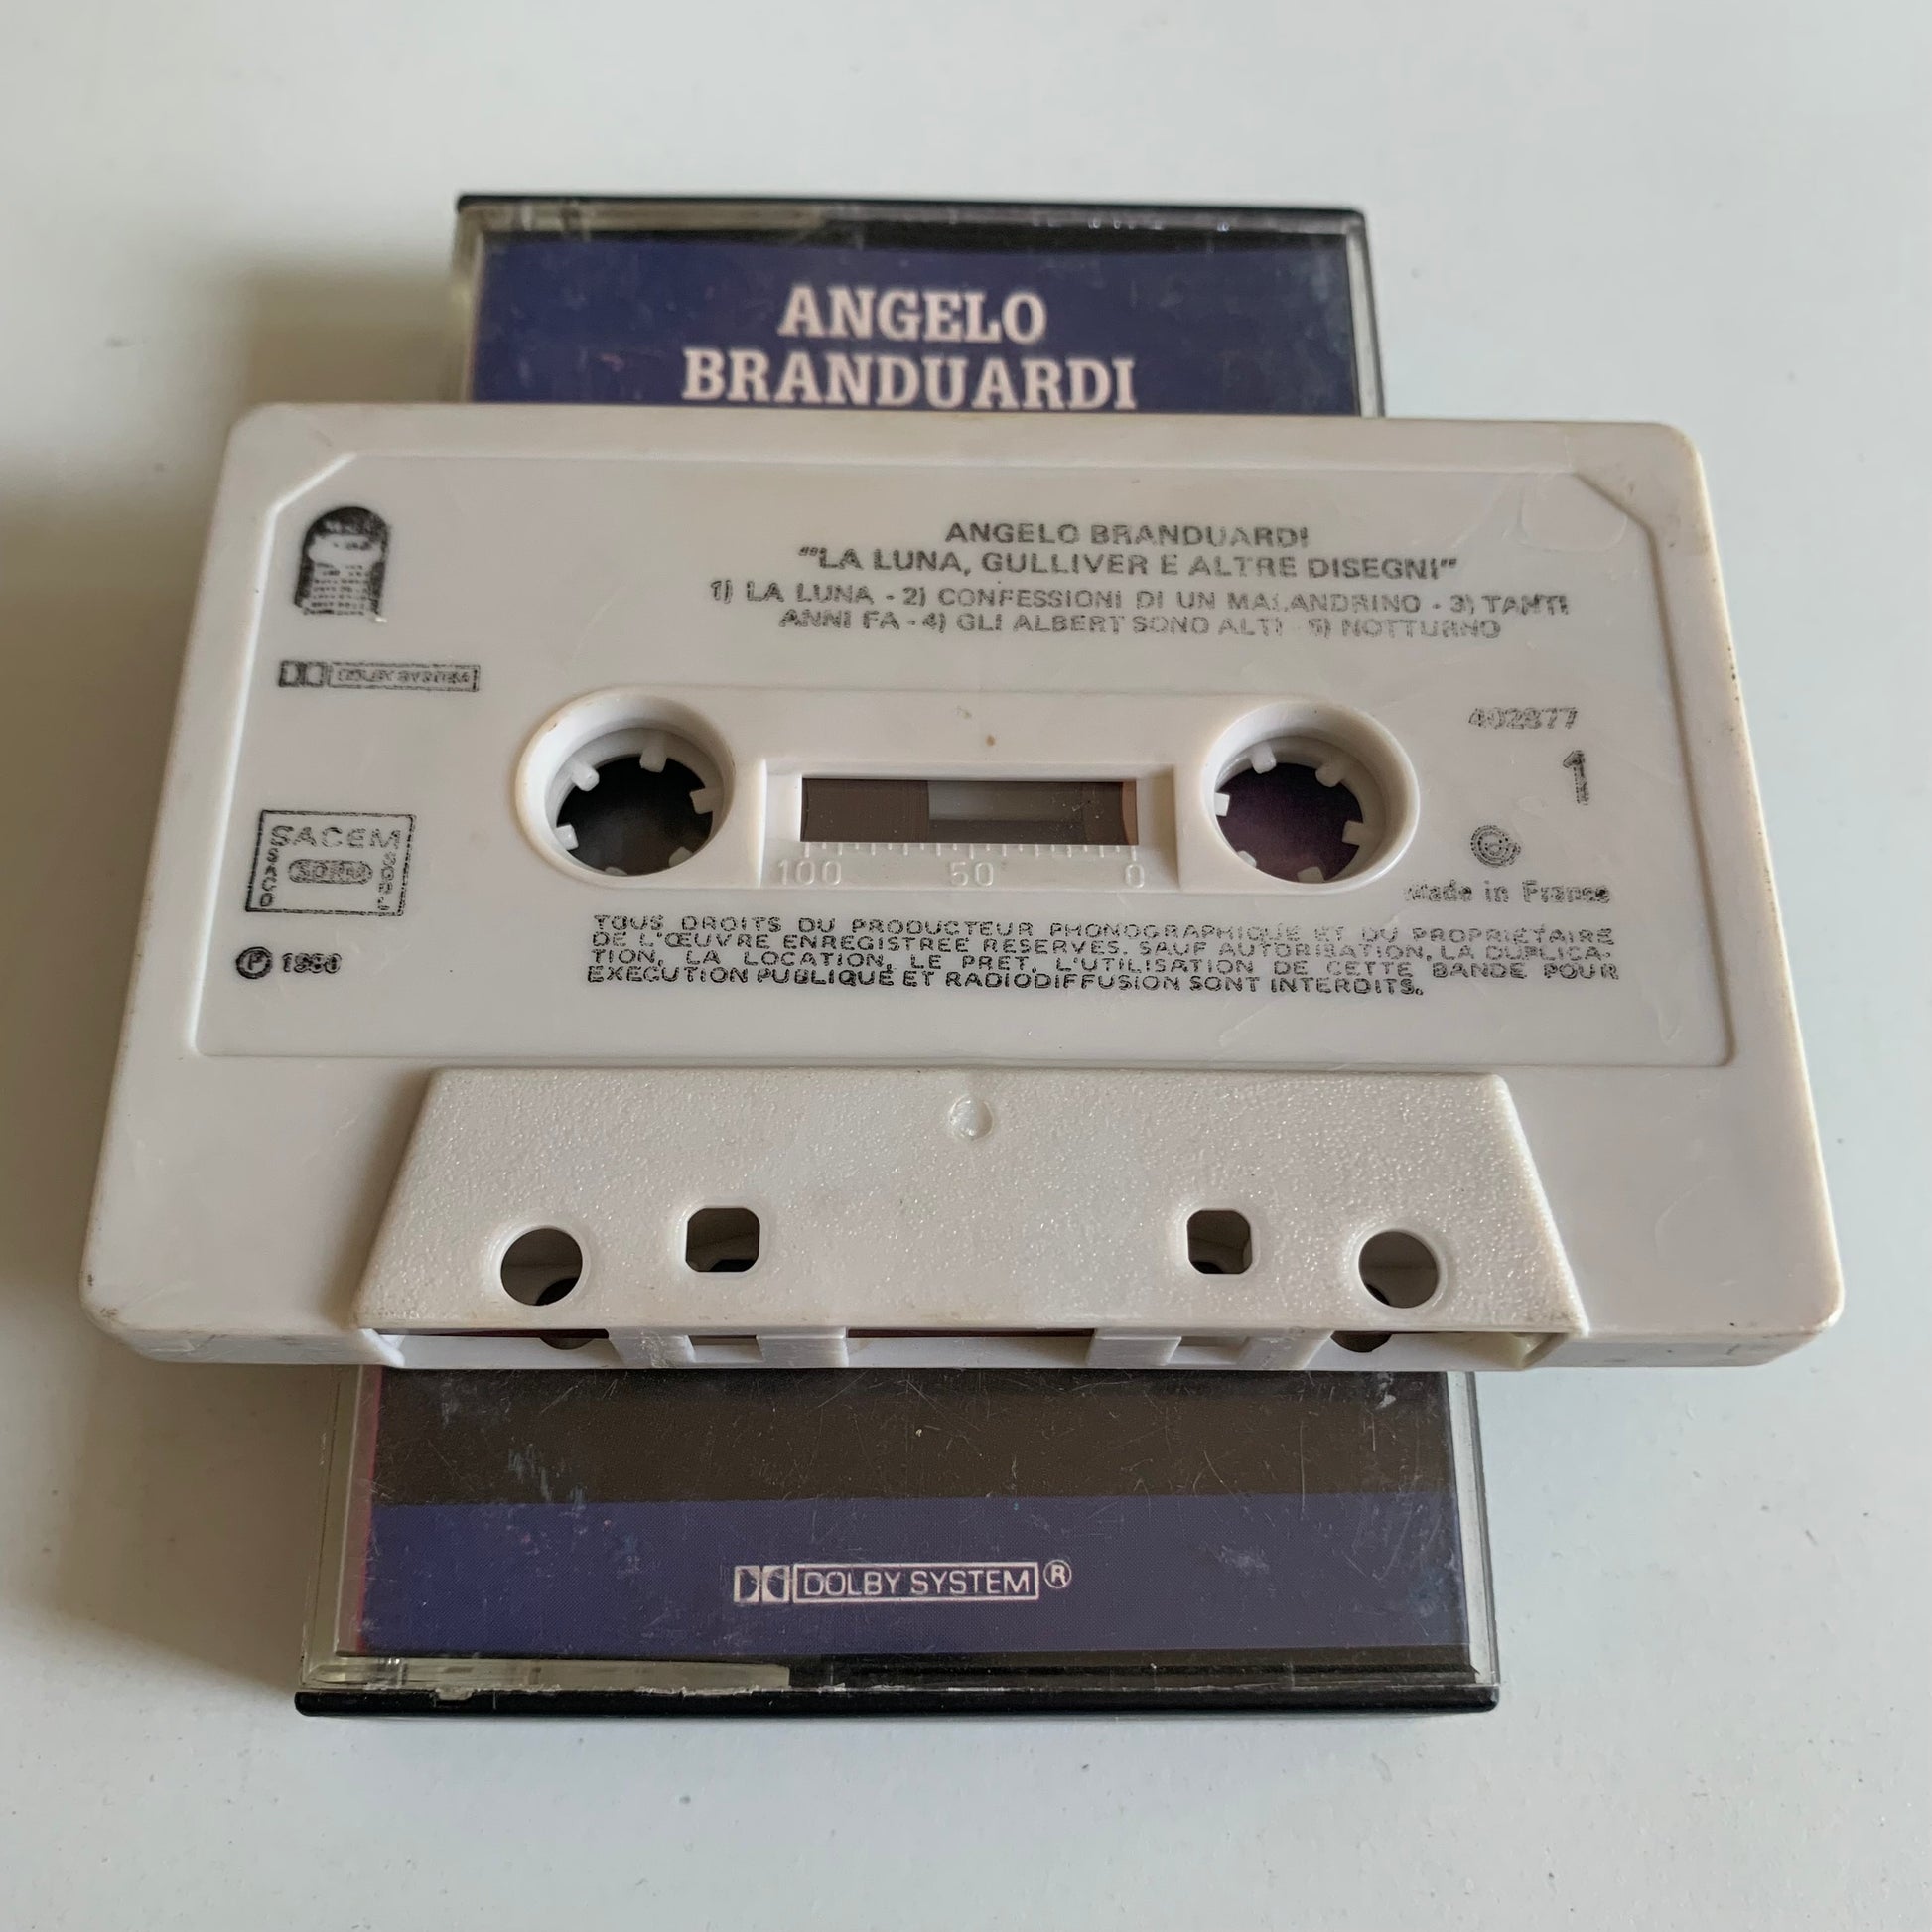 ANGELO
BRANDUARDI
ANGELO BRANDUARDI
""LA LUNA, GULLIVER E ALTRE DISEGNI""
1) LA LUNA - 2) CONFESSIONI DI UN MALANDRINO - 3) TANTI
ANNI FA - 4) GLI ALBERT SONO ALTI - 5) NOTTURNO
DOLBY SYSTEM
402877
1
SACEM
SACD
SDRM
SGDL
Made in France
100 50 0
TOUS DROITS DU PRODUCTEUR PHONOGRAPHIQUE ET DU PROPRIETAIRE
DE L'ŒUVRE ENREGISTREE RESERVES. SAUF AUTORISATION, LA DUPLICA-
TION, LA LOCATION, LE PRET, L'UTILISATION DE CETTE BANDE POUR
EXECUTION PUBLIQUE ET RADIODIFFUSION SONT INTERDITS.
℗
DOLBY SYSTEM®